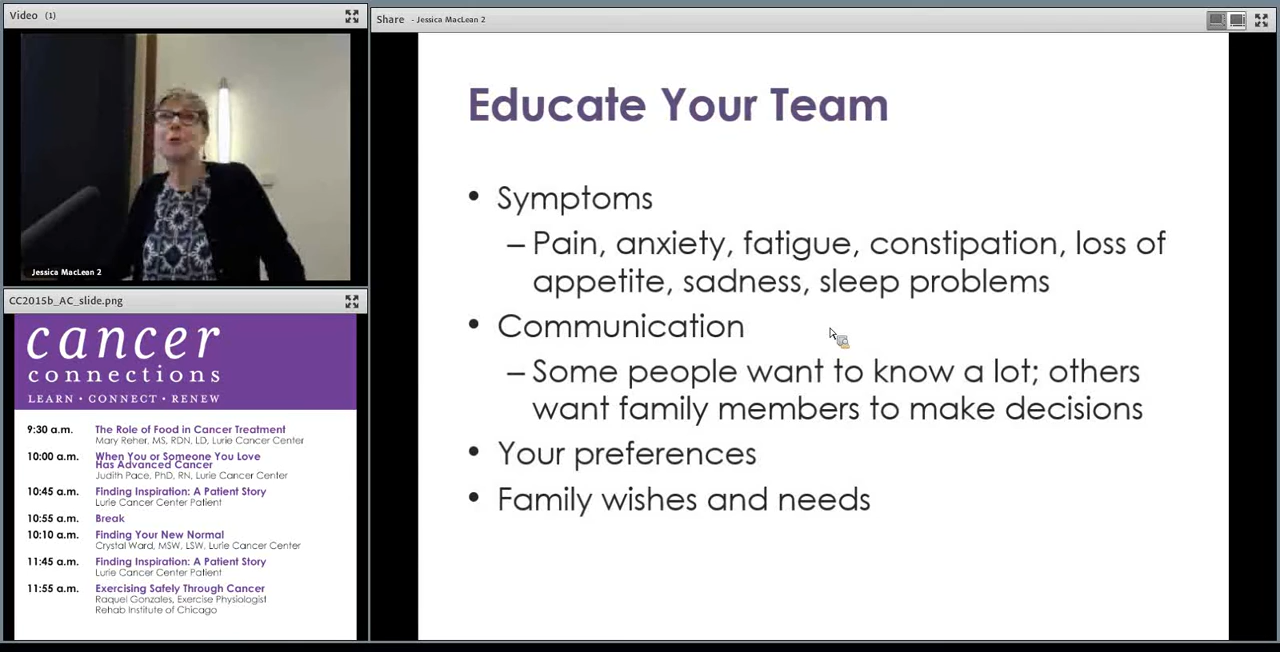 Video (1)
Jessica MacLean 2
CC2015b_AC_slide.png
cancer
connections
LEARN • CONNECT • RENEW
9:30 a.m. The Role of Food in Cancer Treatment
Mary Reher, MS, RDN, LD, Lurie Cancer Center
10:00 a.m. When You or Someone You Love
Has Advanced Cancer
Judith Pace, PhD, RN, Lurie Cancer Center
10:45 a.m. Finding Inspiration: A Patient Story
Lurie Cancer Center Patient
10:55 am. Break
10:10 a.m. Finding Your New Normal
Crystal Ward, MSW, LSW, Lurie Cancer Center
11:45 a.m. Finding Inspiration: A Patient Story
Lurie Cancer Center Patient
11:55 a.m. Exercising Safely Through Cancer
Raquel Gonzales, Exercise Physiologist
Rehab Institute of Chicago
Share - Jessica MacLean 2
Educate Your Team
• Symptoms
– Pain, anxiety, fatigue, constipation, loss of
appetite, sadness, sleep problems
• Communication
– Some people want to know a lot; others
want family members to make decisions
• Your preferences
• Family wishes and needs